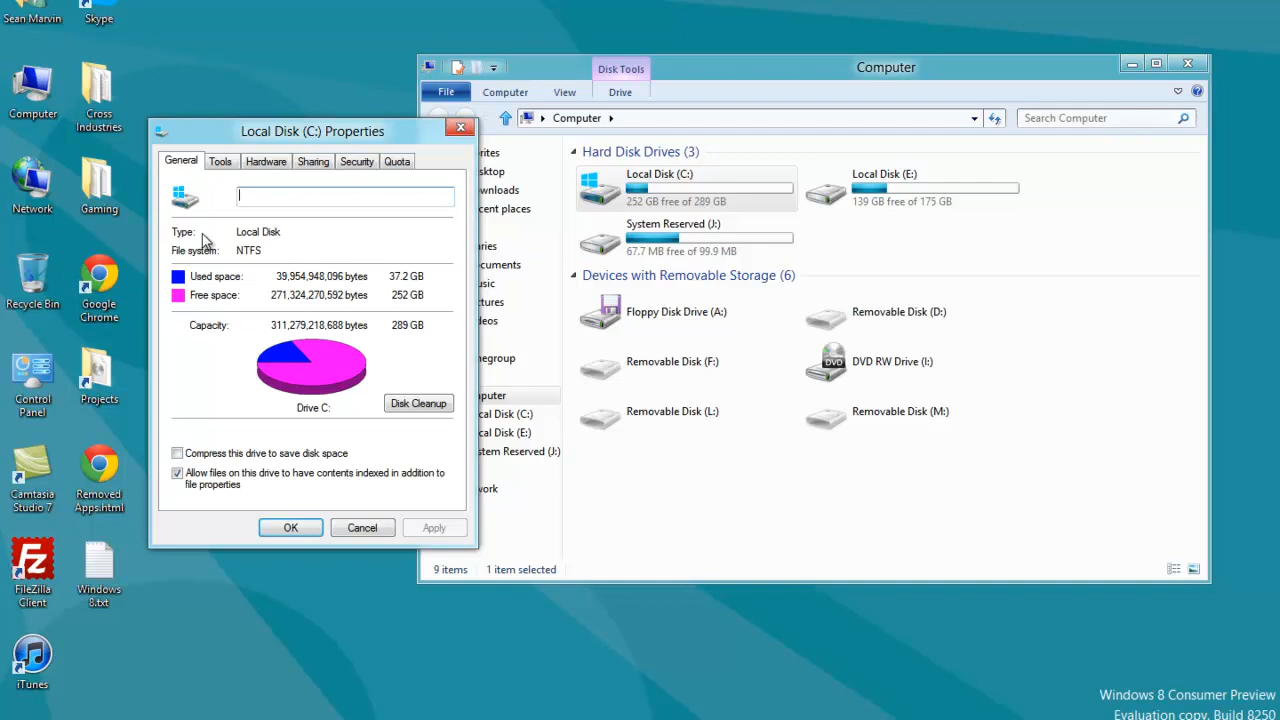 Sean Marvin
Skype
Computer
Cross
Industries
Network
Gaming
Recycle Bin
Google
Chrome
Control
Panel
Projects
Camtasia
Studio 7
Removed
Apps.html
FileZilla
Client
Windows
8.txt
iTunes
Local Disk (C:) Properties
General
Tools
Hardware
Sharing
Security
Quota
Type:
Local Disk
File system:
NTFS
Used space:
39,954,948,096 bytes
37.2 GB
Free space:
271,324,270,592 bytes
252 GB
Capacity:
311,279,218,688 bytes
289 GB
Drive C:
Disk Cleanup
Compress this drive to save disk space
Allow files on this drive to have contents indexed in addition to
file properties
OK
Cancel
Apply
Disk Tools
Computer
File
Computer
View
Drive
Computer
Search Computer
orites
sktop
wnloads
cent places
raries
ocuments
usic
ctures
deos
megroup
mputer
cal Disk (C:)
cal Disk (E:)
stem Reserved (J:)
work
Hard Disk Drives (3)
Local Disk (C:)
252 GB free of 289 GB
Local Disk (E:)
139 GB free of 175 GB
System Reserved (J:)
67.7 MB free of 99.9 MB
Devices with Removable Storage (6)
Floppy Disk Drive (A:)
Removable Disk (D:)
Removable Disk (F:)
DVD
DVD RW Drive (I:)
Removable Disk (L:)
Removable Disk (M:)
9 items
1 item selected
Windows 8 Consumer Preview
Evaluation copy. Build 8250